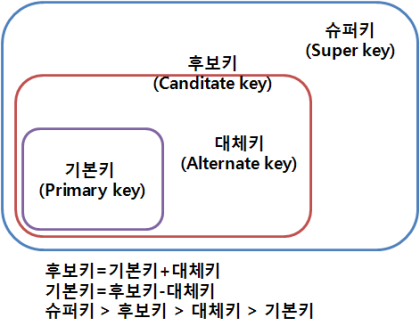 슈퍼키
(Super key)
후보키
(Canditate key)
대체키
(Alternate key)
기본키
(Primary key)
후보키=기본키+대체키
기본키=후보키-대체키
슈퍼키 > 후보키 > 대체키 > 기본키